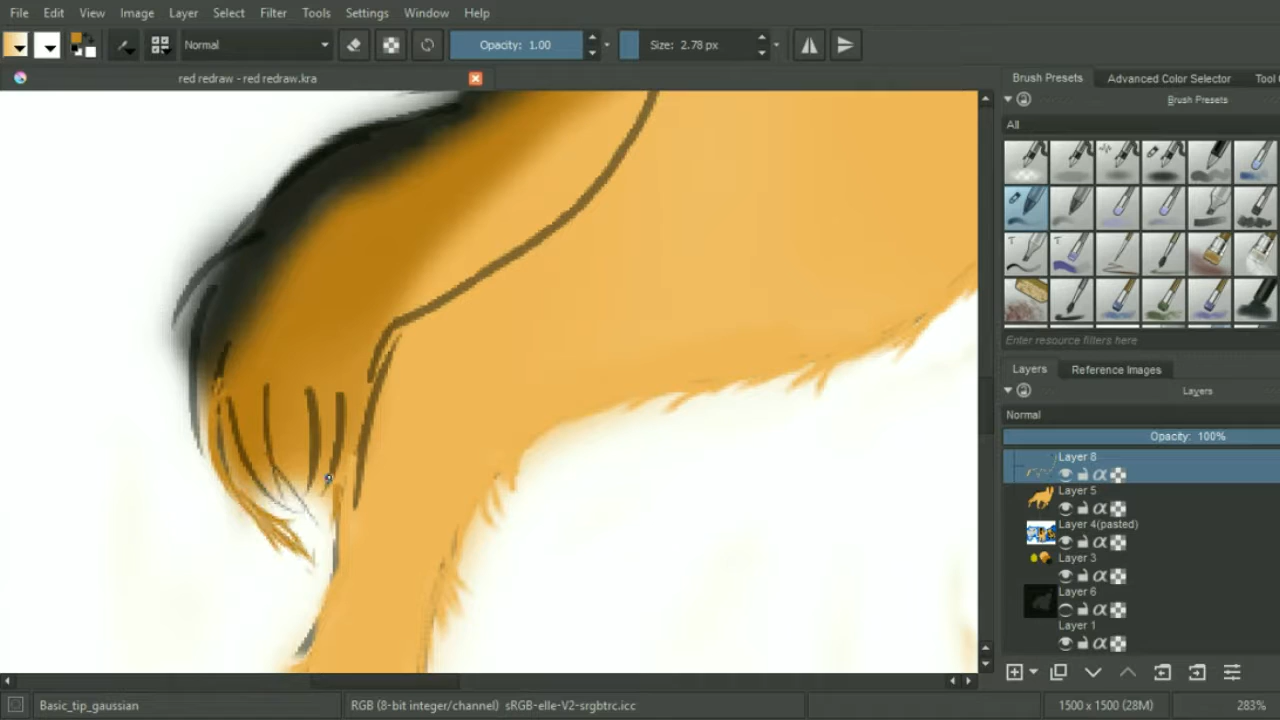 File Edit View Image Layer Select Filter Tools Settings Window Help
Normal
Opacity: 1.00
Size: 2.78 px
red redraw - red redraw.kra
Brush Presets
Advanced Color Selector
Tool
Brush Presets
All
Enter resource filters here
Layers
Reference Images
Layers
Normal
Opacity: 100%
Layer 8
Layer 5
Layer 4(pasted)
Layer 3
Layer 6
Layer 1
Basic_tip_gaussian
RGB (8-bit integer/channel) sRGB-elle-V2-srgbtrc.icc
1500 x 1500 (28M)
283%